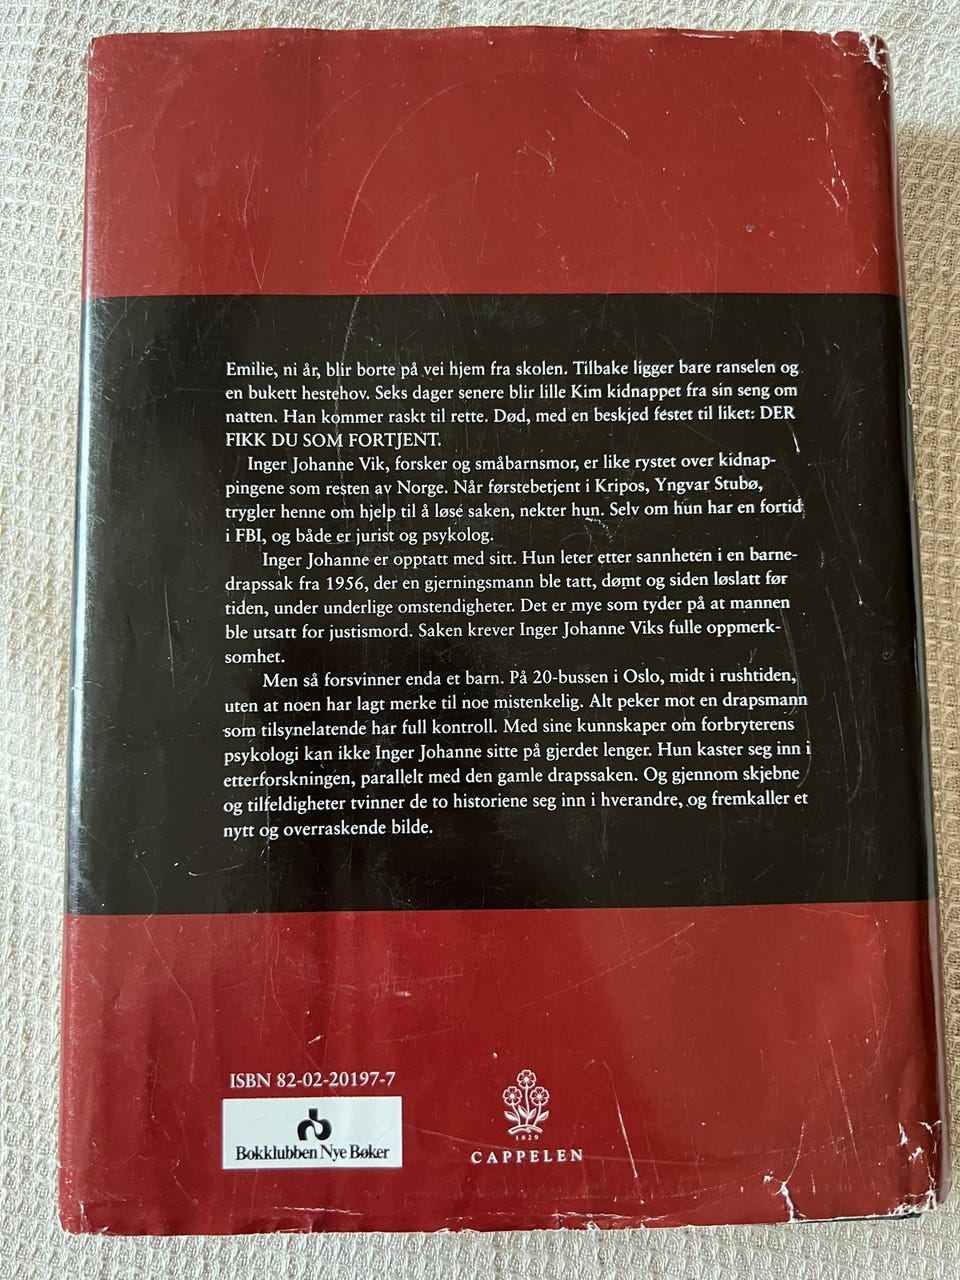 Emilie, ni år, blir borte på vei hjem fra skolen. Tilbake ligger bare ranselen og
en bukett hestehov. Seks dager senere blir lille Kim kidnappet fra sin seng om
natten. Han kommer raskt til rette. Død, med en beskjed festet til liket: DER
FIKK DU SOM FORTJENT.
Inger Johanne Vik, forsker og småbarnsmor, er like rystet over kidnap-
pingene som resten av Norge. Når førstebetjent i Kripos, Yngvar Stubø,
trygler henne om hjelp til å løse saken, nekter hun. Selv om hun har en fortid
i FBI, og både er jurist og psykolog.
Inger Johanne er opptatt med sitt. Hun leter etter sannheten i en barne-
drapssak fra 1956, der en gjerningsmann ble tatt, dømt og siden løslatt før
tiden, under underlige omstendigheter. Det er mye som tyder på at mannen
ble utsatt for justismord. Saken krever Inger Johanne Viks fulle oppmerk-
somhet.
Men så forsvinner enda et barn. På 20-bussen i Oslo, midt i rushtiden,
uten at noen har lagt merke til noe mistenkelig. Alt peker mot en drapsmann
som tilsynelatende har full kontroll. Med sine kunnskaper om forbryterens
psykologi kan ikke Inger Johanne sitte på gjerdet lenger. Hun kaster seg inn i
etterforskningen, parallelt med den gamle drapssaken. Og gjennom skjebne
og tilfeldigheter tvinner de to historiene seg inn i hverandre, og fremkaller et
nytt og overraskende bilde.
ISBN 82-02-20197-7
Bokklubben Nye Bøker
1829
CAPPELEN